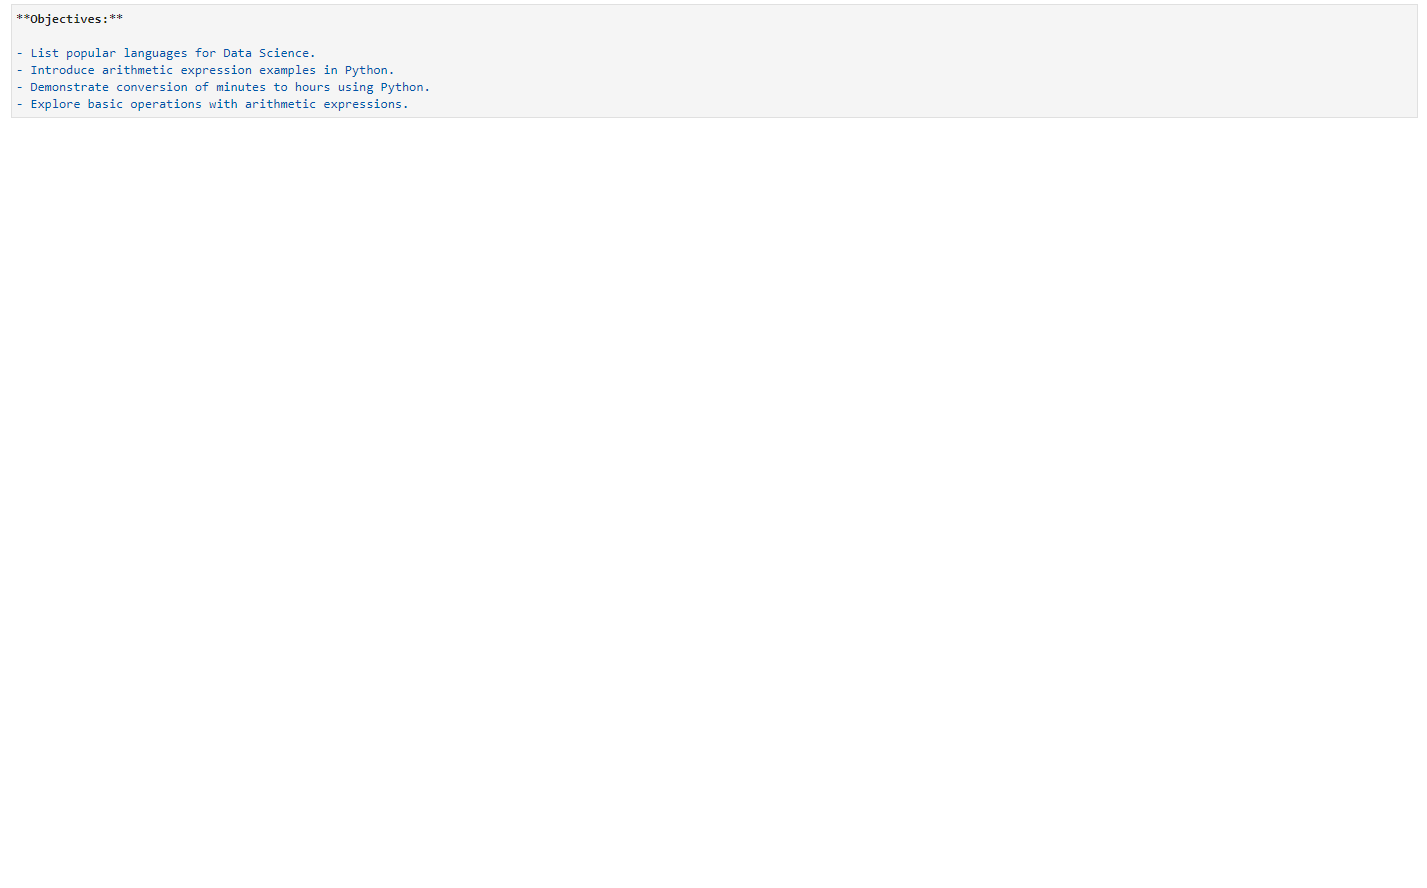 **Objectives:**
- List popular languages for Data Science.
- Introduce arithmetic expression examples in Python.
- Demonstrate conversion of minutes to hours using Python.
- Explore basic operations with arithmetic expressions.